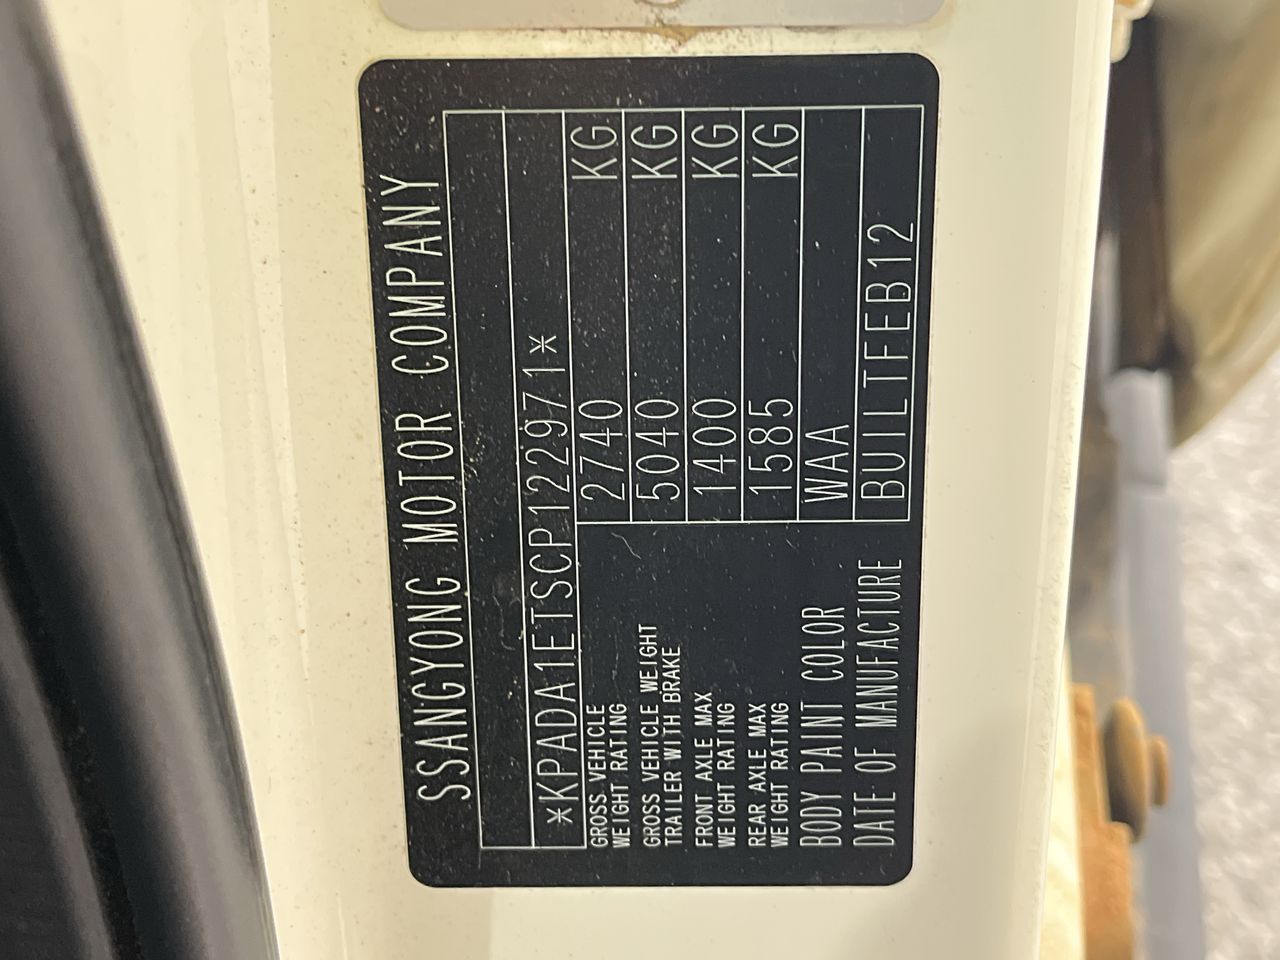 SSANGYONG MOTOR COMPANY
*KPADA1ETSCP122971*
GROSS VEHICLE
WEIGHT RATING 2740 KG
GROSS VEHICLE WEIGHT
TRAILER WITH BRAKE 5040 KG
FRONT AXLE MAX
WEIGHT RATING 1400 KG
REAR AXLE MAX
WEIGHT RATING 1585 KG
BODY PAINT COLOR WAA
DATE OF MANUFACTURE BUILTFEB12